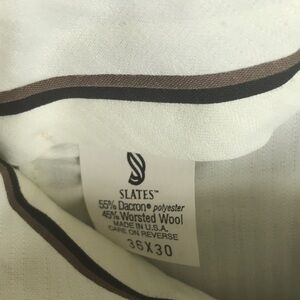 SLATES™
55% Dacron® polyester
45% Worsted Wool
MADE IN U.S.A.
CARE ON REVERSE
36X30